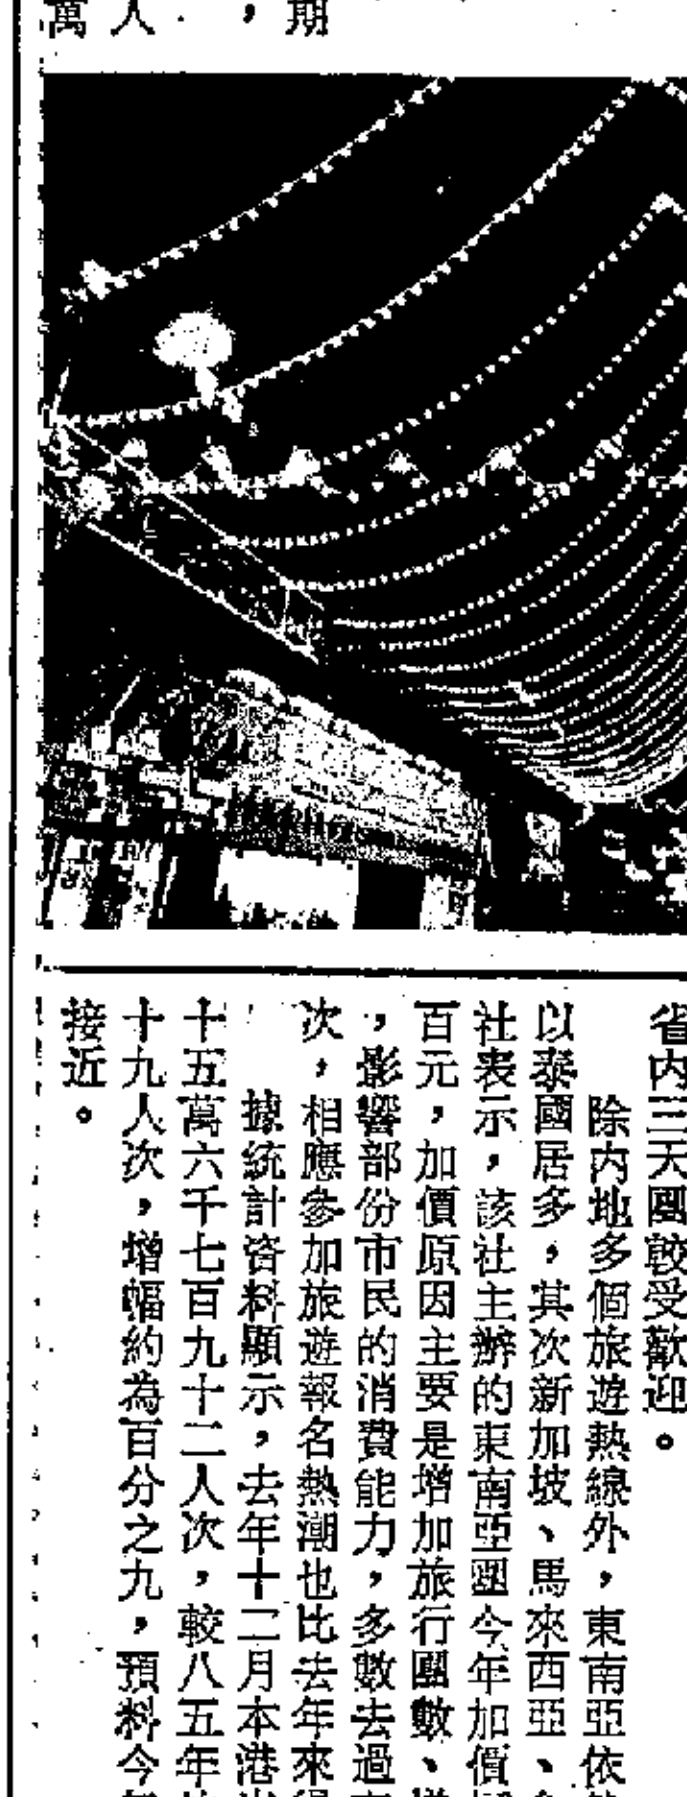 期
，
人
萬
省內三天團較受歡迎。
除內地多個旅遊熱線外，東南亞依
以泰國居多，其次新加坡、馬來西亞、
社表示，該社主辦的東南亞團今年加價
百元，加價原因主要是增加旅行團數、
，影響部份市民的消費能力，多數去過
次，相應參加旅遊報名熱潮也比去年來
據統計咨料顯示，去年十二月本港
十五萬六千七百九十二人次，較八五年
十九人次，增幅約為百分之九，預料今
接近。